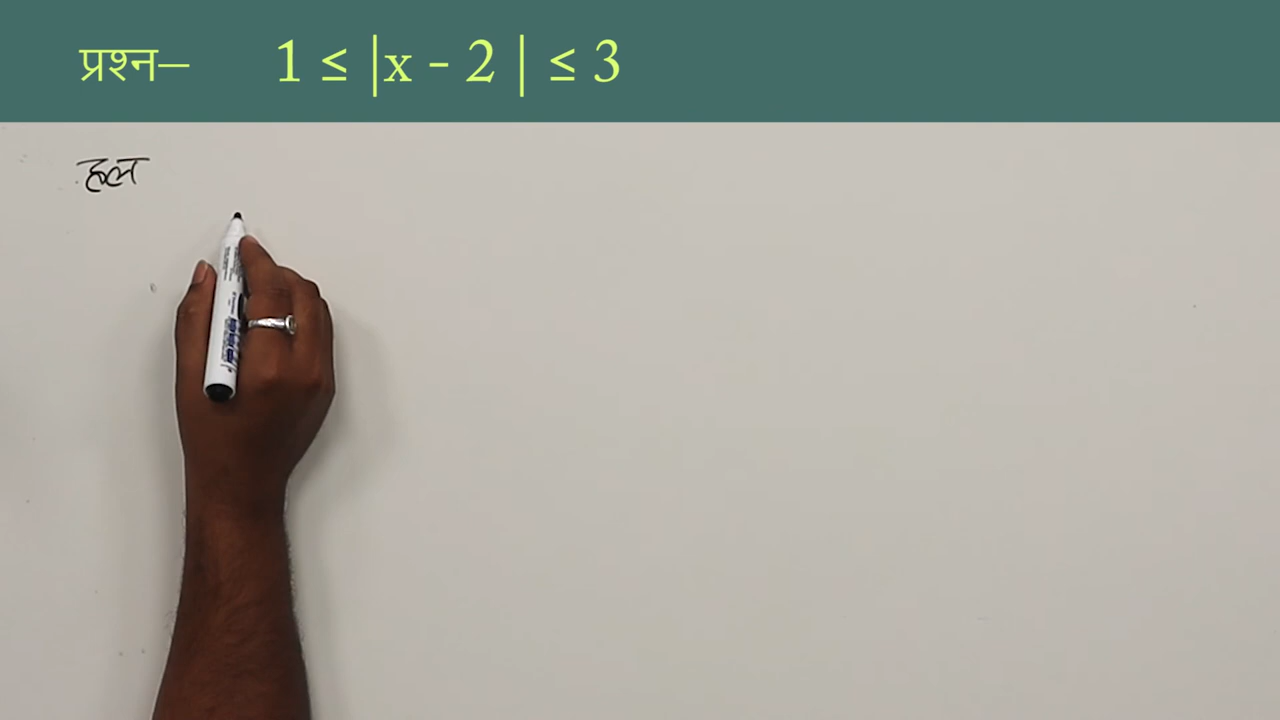 प्रश्न— 1 ≤ |x - 2 | ≤ 3
हल